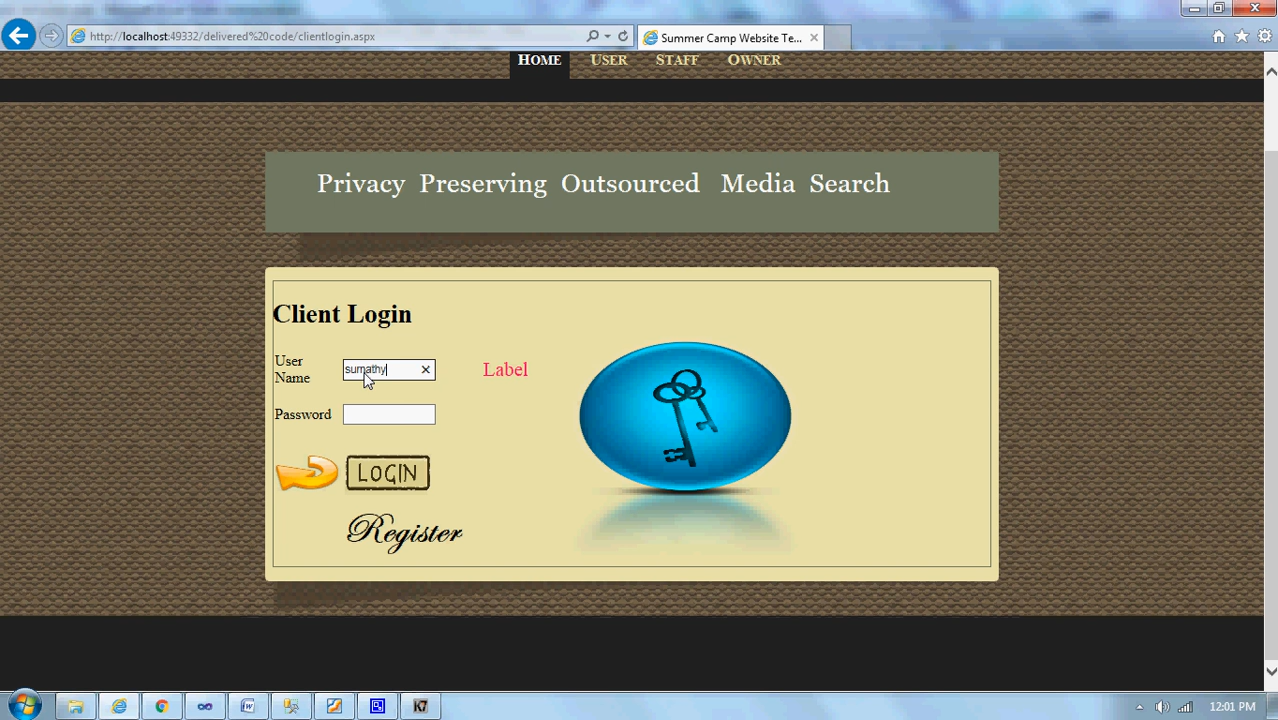 http://localhost:49332/delivered%20code/clientlogin.aspx
Summer Camp Website Te...
HOME USER STAFF OWNER
Privacy Preserving Outsourced Media Search
Client Login
User
Name
sumathy
Label
Password
LOGIN
Register
12:01 PM